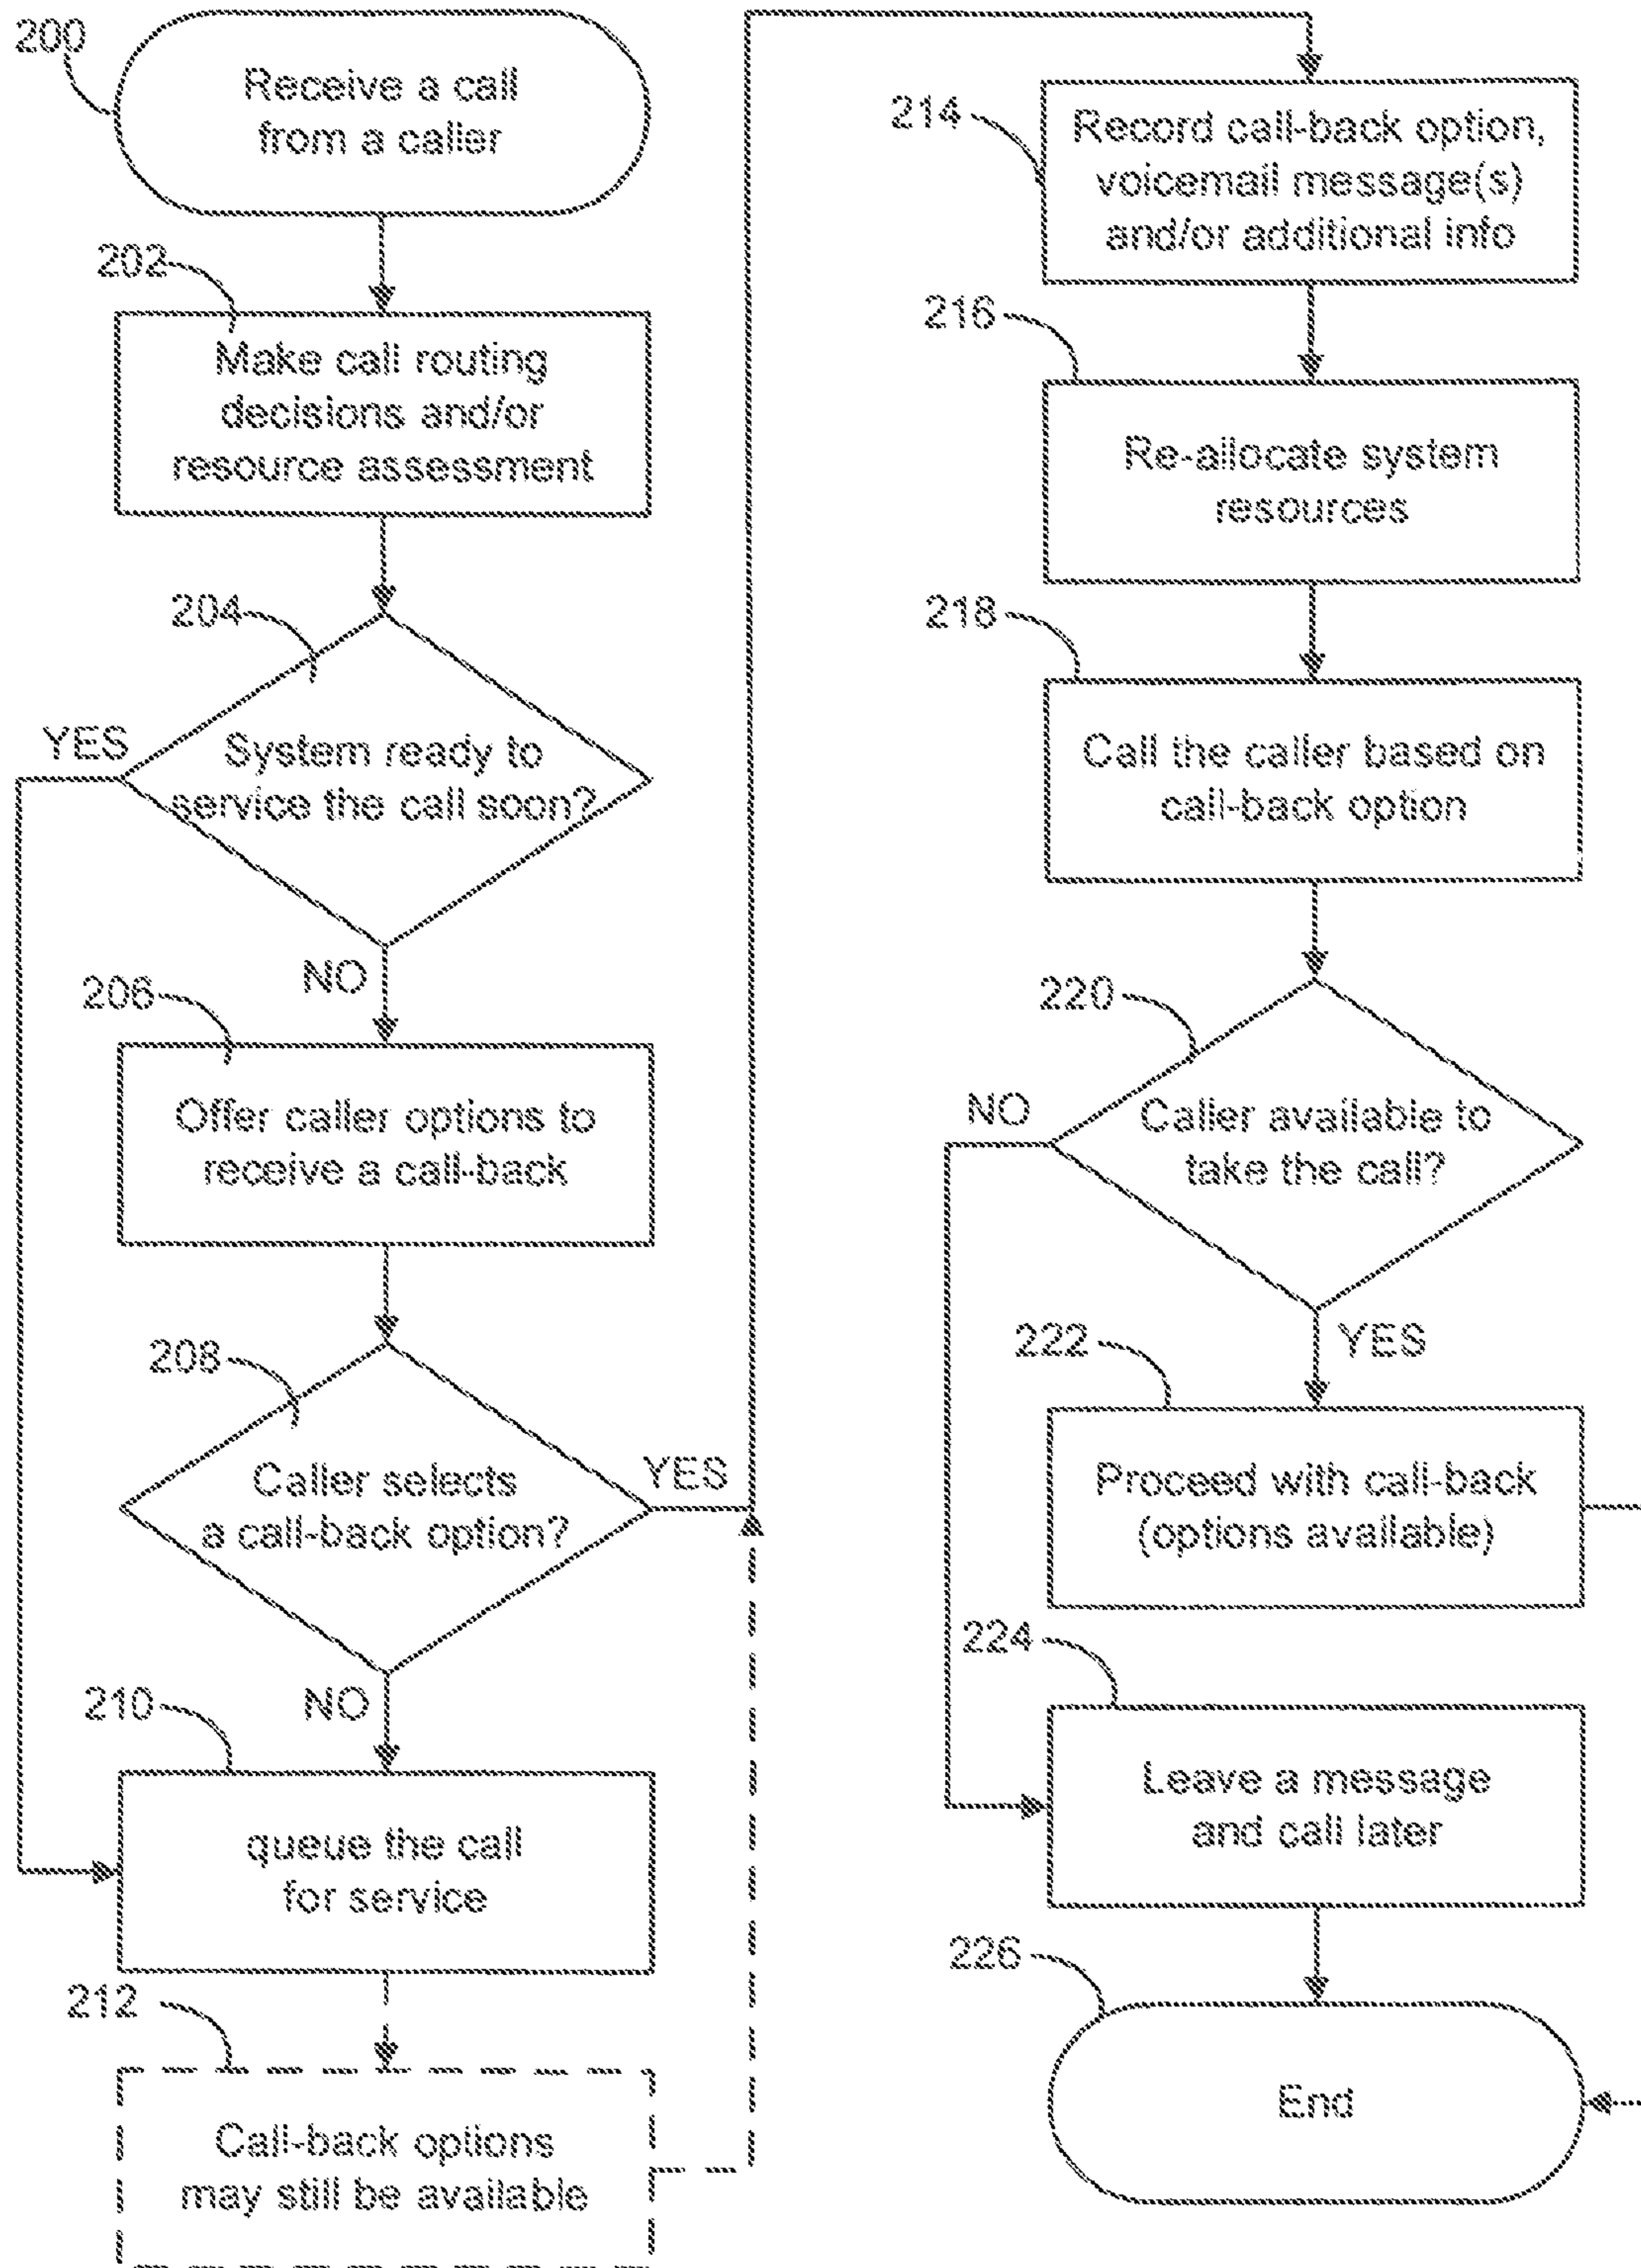 200
Receive a call
from a caller
202
Make call routing
decisions and/or
resource assessment
204
YES
System ready to
service the call soon?
NO
206
Offer caller options to
receive a call-back
208
YES
Caller selects
a call-back option?
NO
210
queue the call
for service
212
Call-back options
may still be available
214
Record call-back option,
voicemail message(s)
and/or additional info
216
Re-allocate system
resources
218
Call the caller based on
call-back option
220
NO
Caller available to
take the call?
YES
222
Proceed with call-back
(options available)
224
Leave a message
and call later
226
End